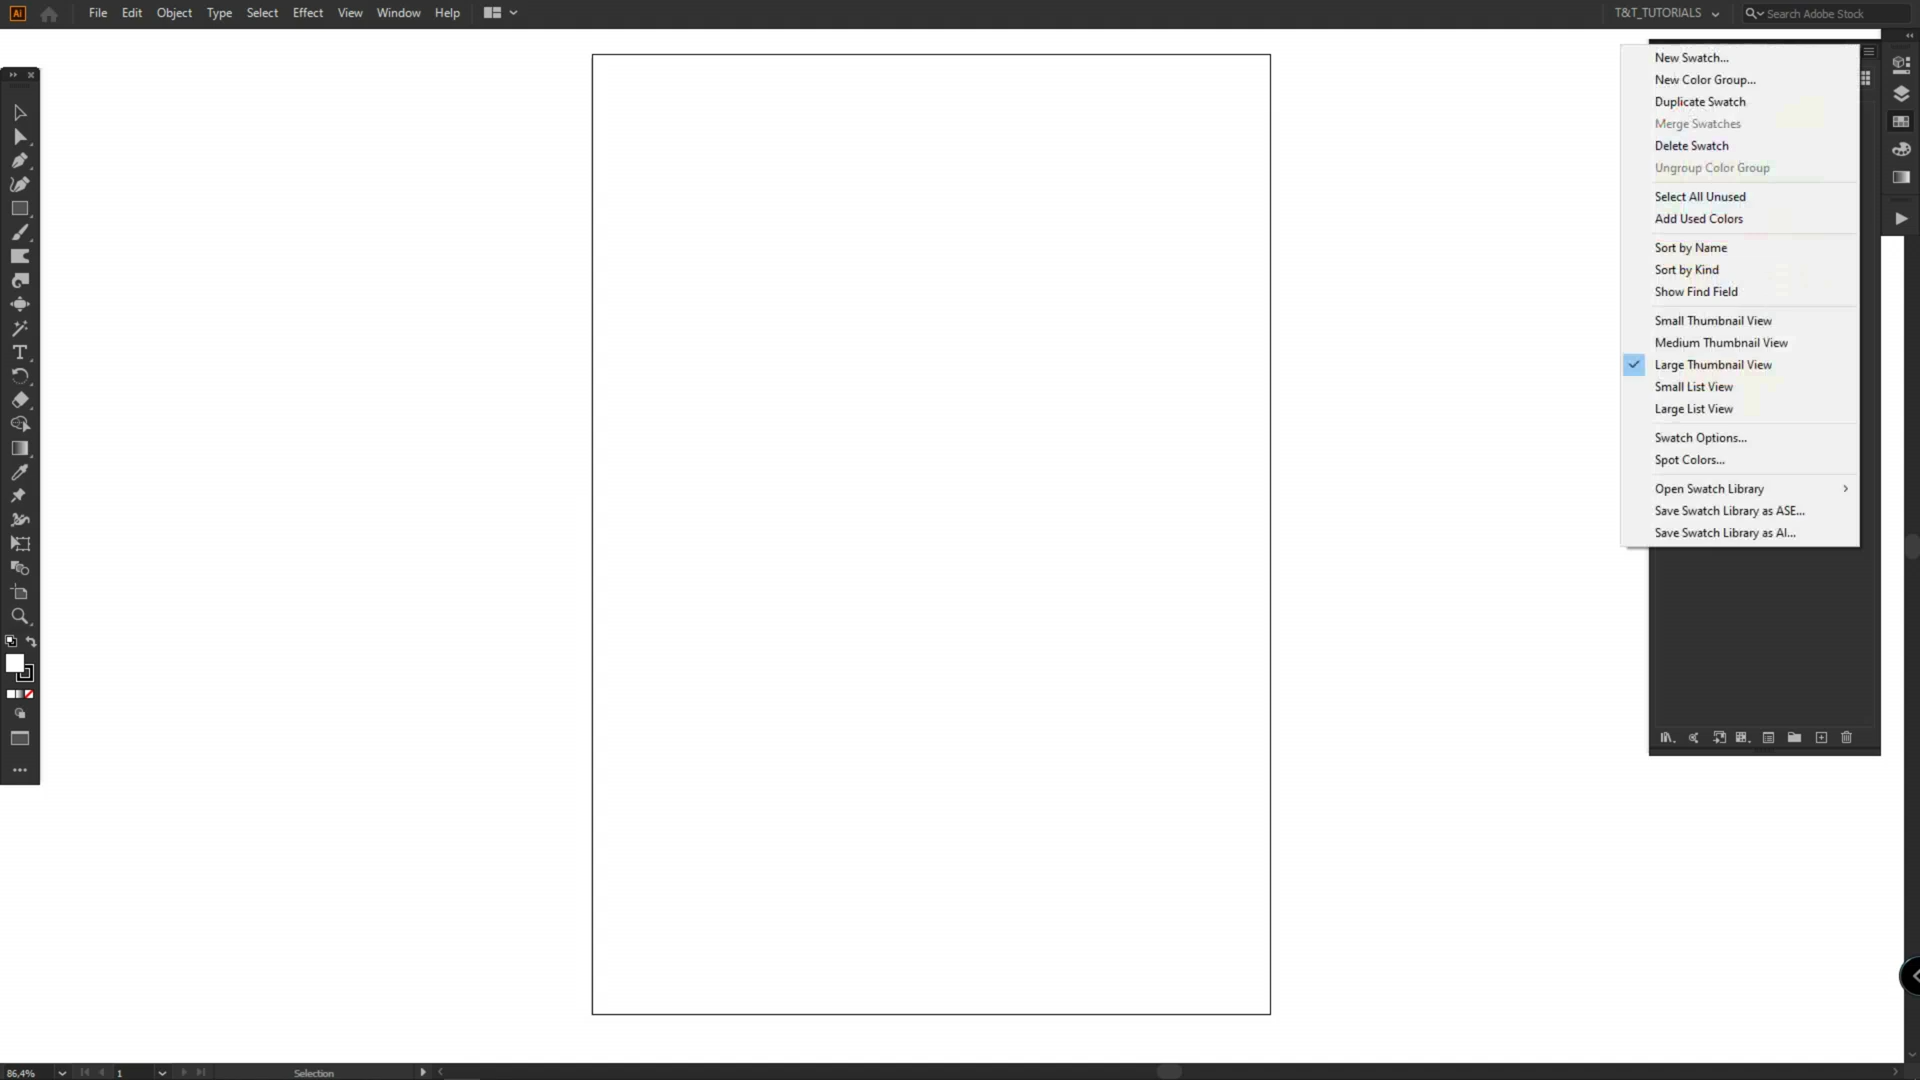 Ai File Edit Object Type Select Effect View Window Help T&T_TUTORIALS Search Adobe Stock
New Swatch...
New Color Group...
Duplicate Swatch
Merge Swatches
Delete Swatch
Ungroup Color Group
Select All Unused
Add Used Colors
Sort by Name
Sort by Kind
Show Find Field
Small Thumbnail View
Medium Thumbnail View
Large Thumbnail View
Small List View
Large List View
Swatch Options...
Spot Colors...
Open Swatch Library
Save Swatch Library as ASE...
Save Swatch Library as AI...
86,4% 1 Selection